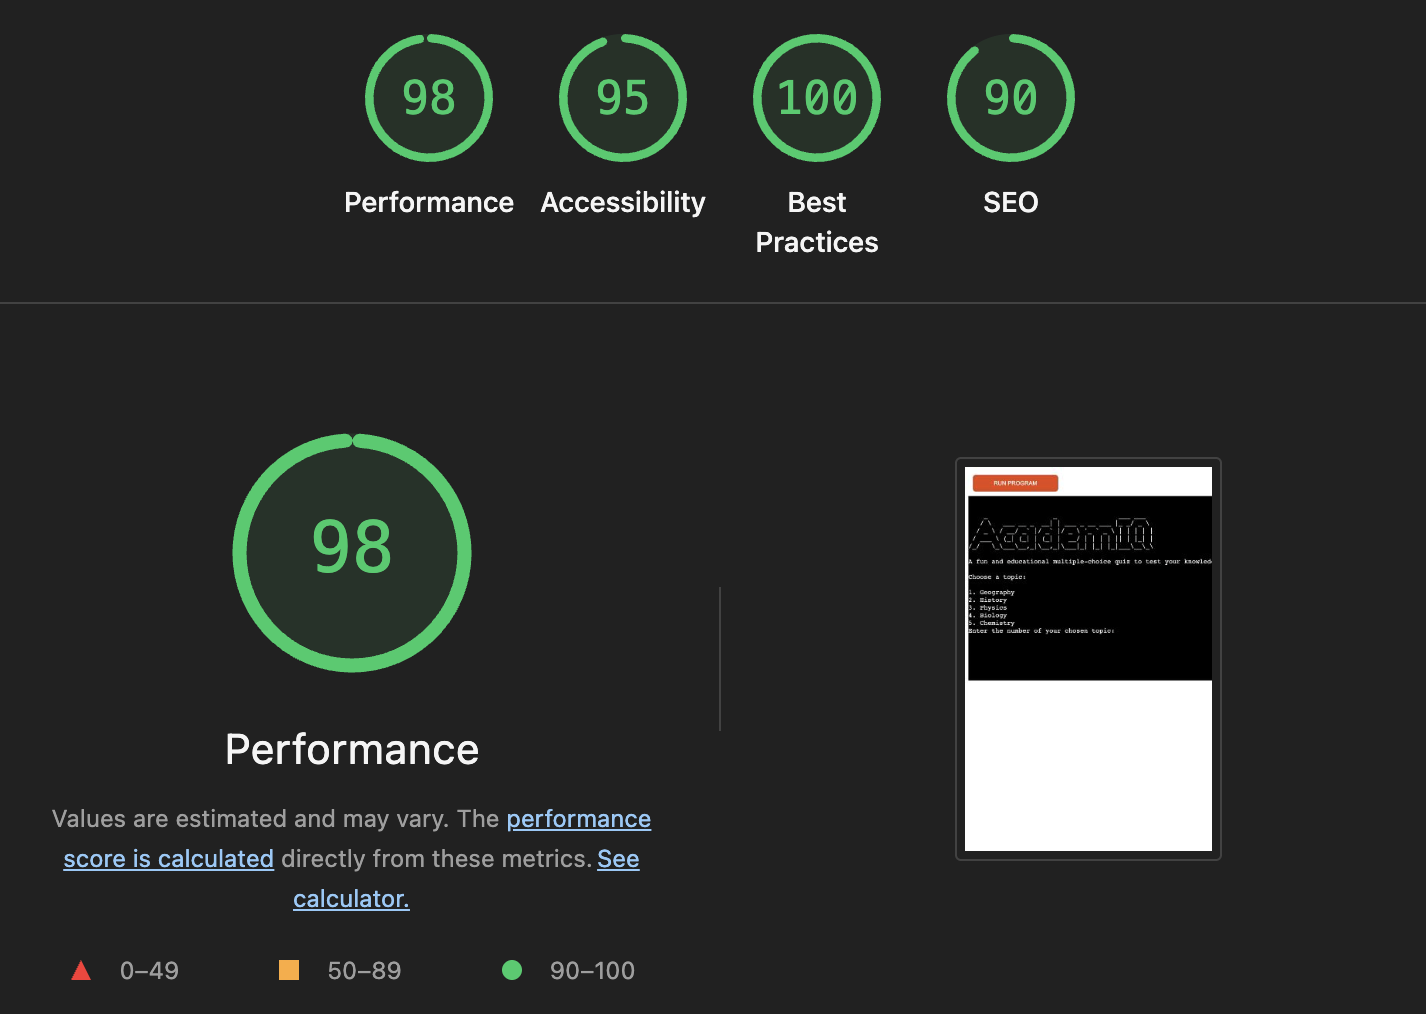 98
95
100
90
Performance
Accessibility
Best
Practices
SEO
98
Performance
Values are estimated and may vary. The performance
score is calculated directly from these metrics. See
calculator.
0–49
50–89
90–100
RUN PROGRAM
AcademIQ
A fun and educational multiple-choice quiz to test your knowled
Choose a topic:
1. Geography
2. History
3. Physics
4. Biology
5. Chemistry
Enter the number of your chosen topic: